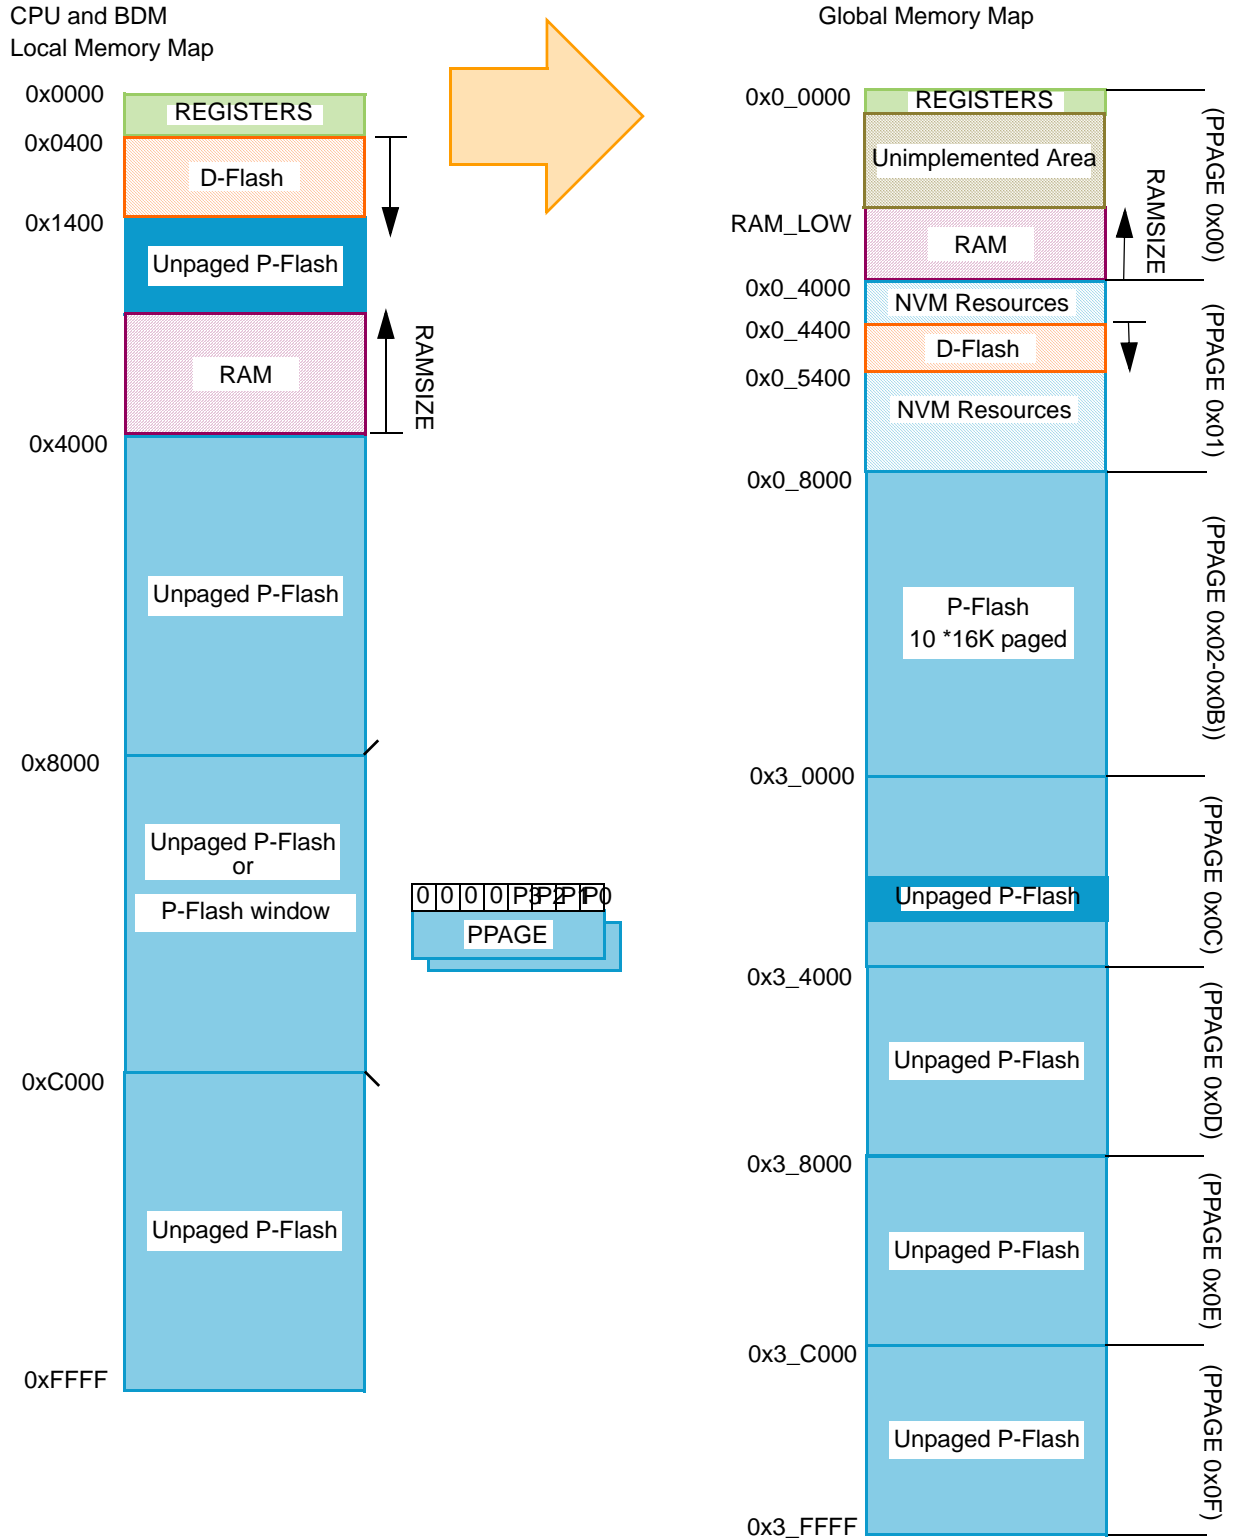 CPU and BDM
Local Memory Map
0x0000
REGISTERS
0x0400
D-Flash
0x1400
Unpaged P-Flash
RAM
RAMSIZE
0x4000
Unpaged P-Flash
0x8000
Unpaged P-Flash
or
P-Flash window
0xC000
Unpaged P-Flash
0xFFFF
0 0 0 0 P3 P2 P1 P0
PPAGE
Global Memory Map
0x0_0000
REGISTERS
(PPAGE 0x00)
Unimplemented Area
RAM_LOW
RAM
RAMSIZE
0x0_4000
NVM Resources
(PPAGE 0x01)
0x0_4400
D-Flash
0x0_5400
NVM Resources
0x0_8000
P-Flash
10 *16K paged
(PPAGE 0x02-0x0B))
0x3_0000
Unpaged P-Flash
(PPAGE 0x0C)
0x3_4000
Unpaged P-Flash
(PPAGE 0x0D)
0x3_8000
Unpaged P-Flash
(PPAGE 0x0E)
0x3_C000
Unpaged P-Flash
(PPAGE 0x0F)
0x3_FFFF